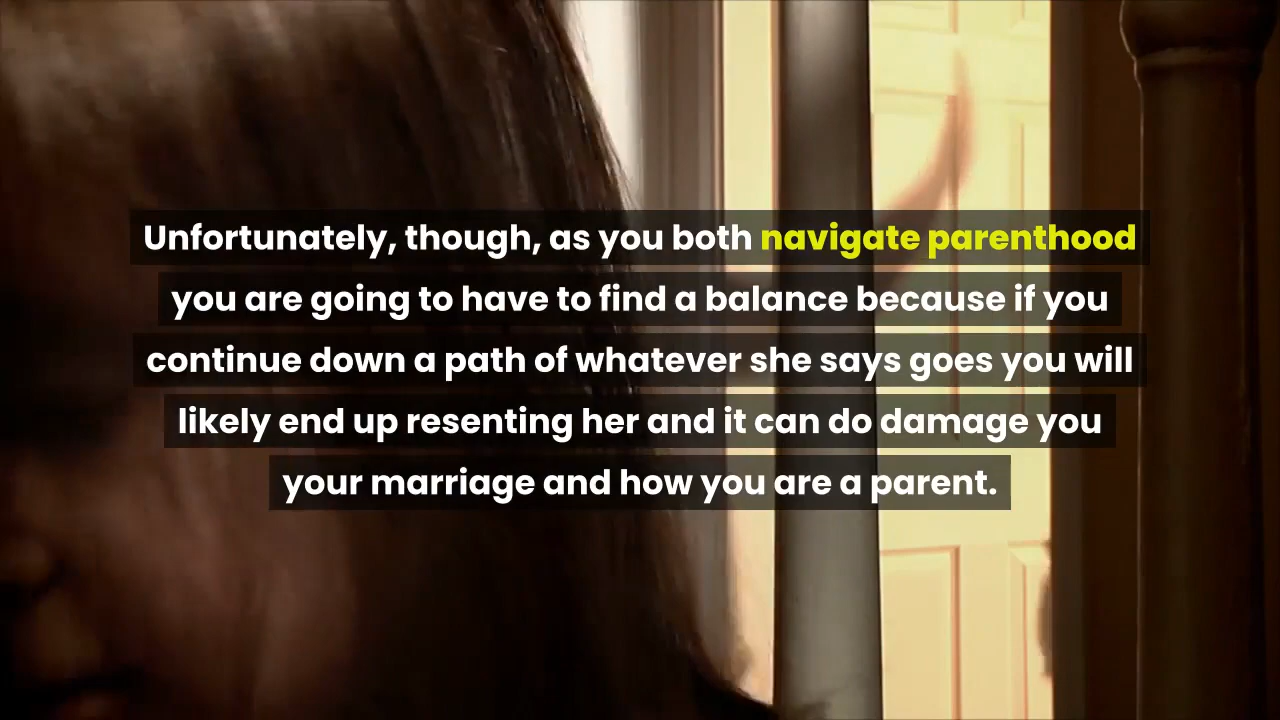 Unfortunately, though, as you both navigate parenthood
you are going to have to find a balance because if you
continue down a path of whatever she says goes you will
likely end up resenting her and it can do damage you
your marriage and how you are a parent.